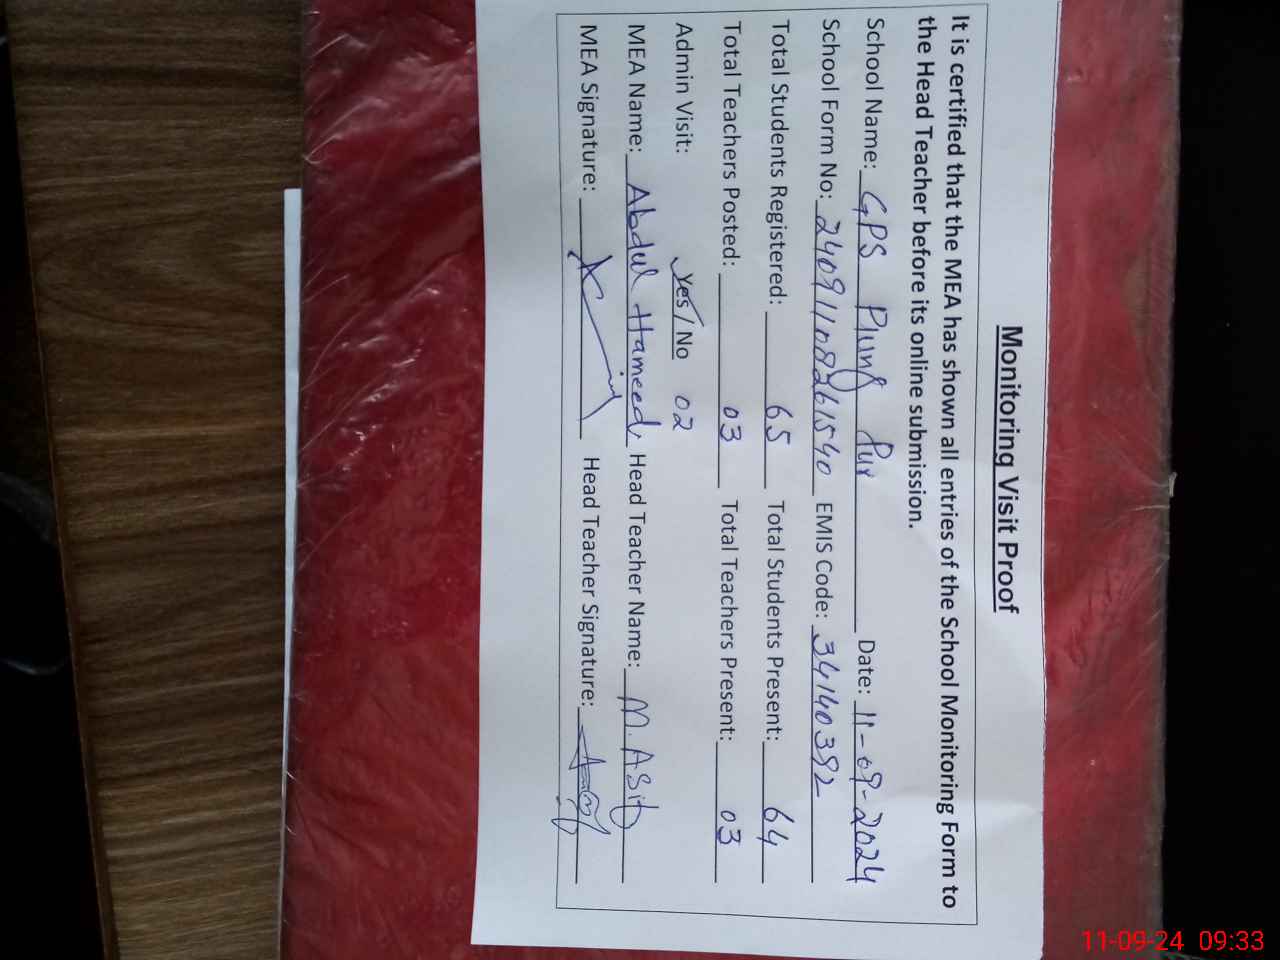 Monitoring Visit Proof
It is certified that the MEA has shown all entries of the School Monitoring Form to
the Head Teacher before its online submission.
School Name: GPS Pur Date: 11-09-2024
School Form No: 24091108261540 EMIS Code: 34140392
Total Students Registered: 65 Total Students Present: 64
Total Teachers Posted: 03 Total Teachers Present: 03
Admin Visit: Yes / No 02
MEA Name: Abdul Hameed Head Teacher Name: M. Asif
MEA Signature: Head Teacher Signature:
11-09-24 09:33